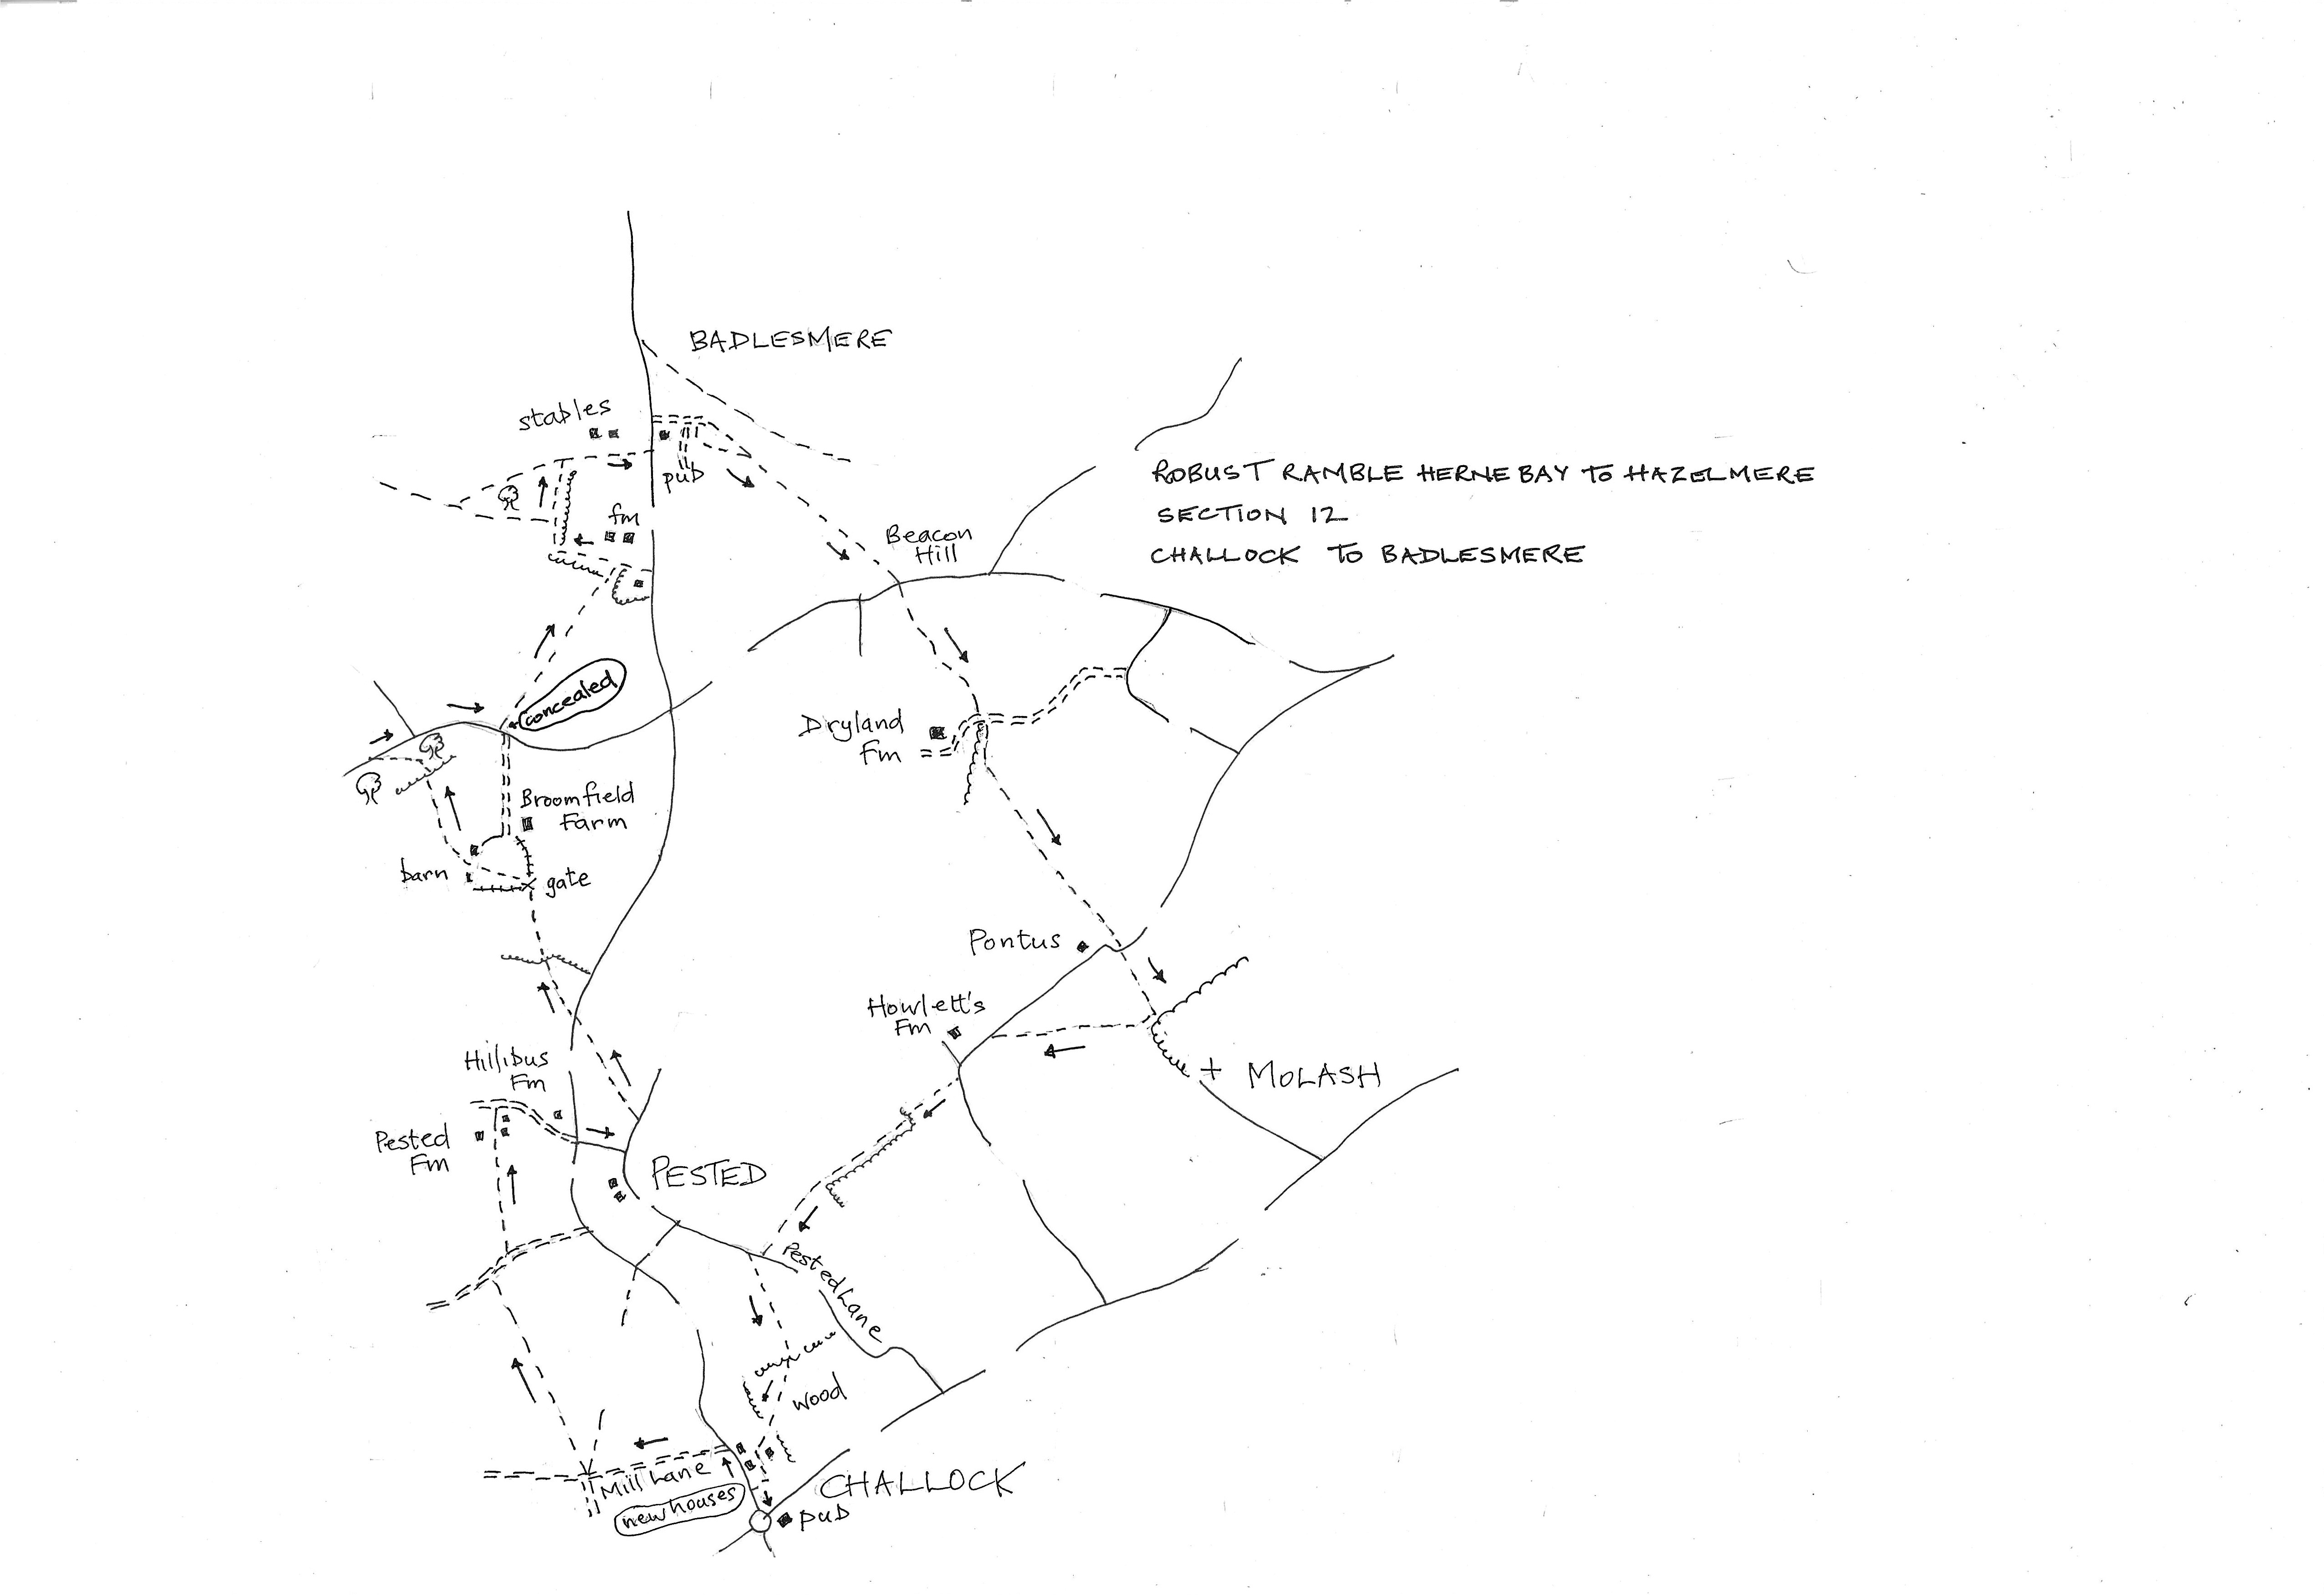 BADLESMERE
stables
pub
fm
Beacon
Hill
ROBUST RAMBLE HERNE BAY TO HAZELMERE
SECTION 12
CHALLOCK TO BADLESMERE
concealed
Dryland
Fm
Broomfield
Farm
barn
gate
Pontus
Howlett's
Fm
Hillibus
Fm
MOLASH
Pested
Fm
PESTED
Pested Lane
Wood
Mill Lane
new houses
CHALLOCK
pub